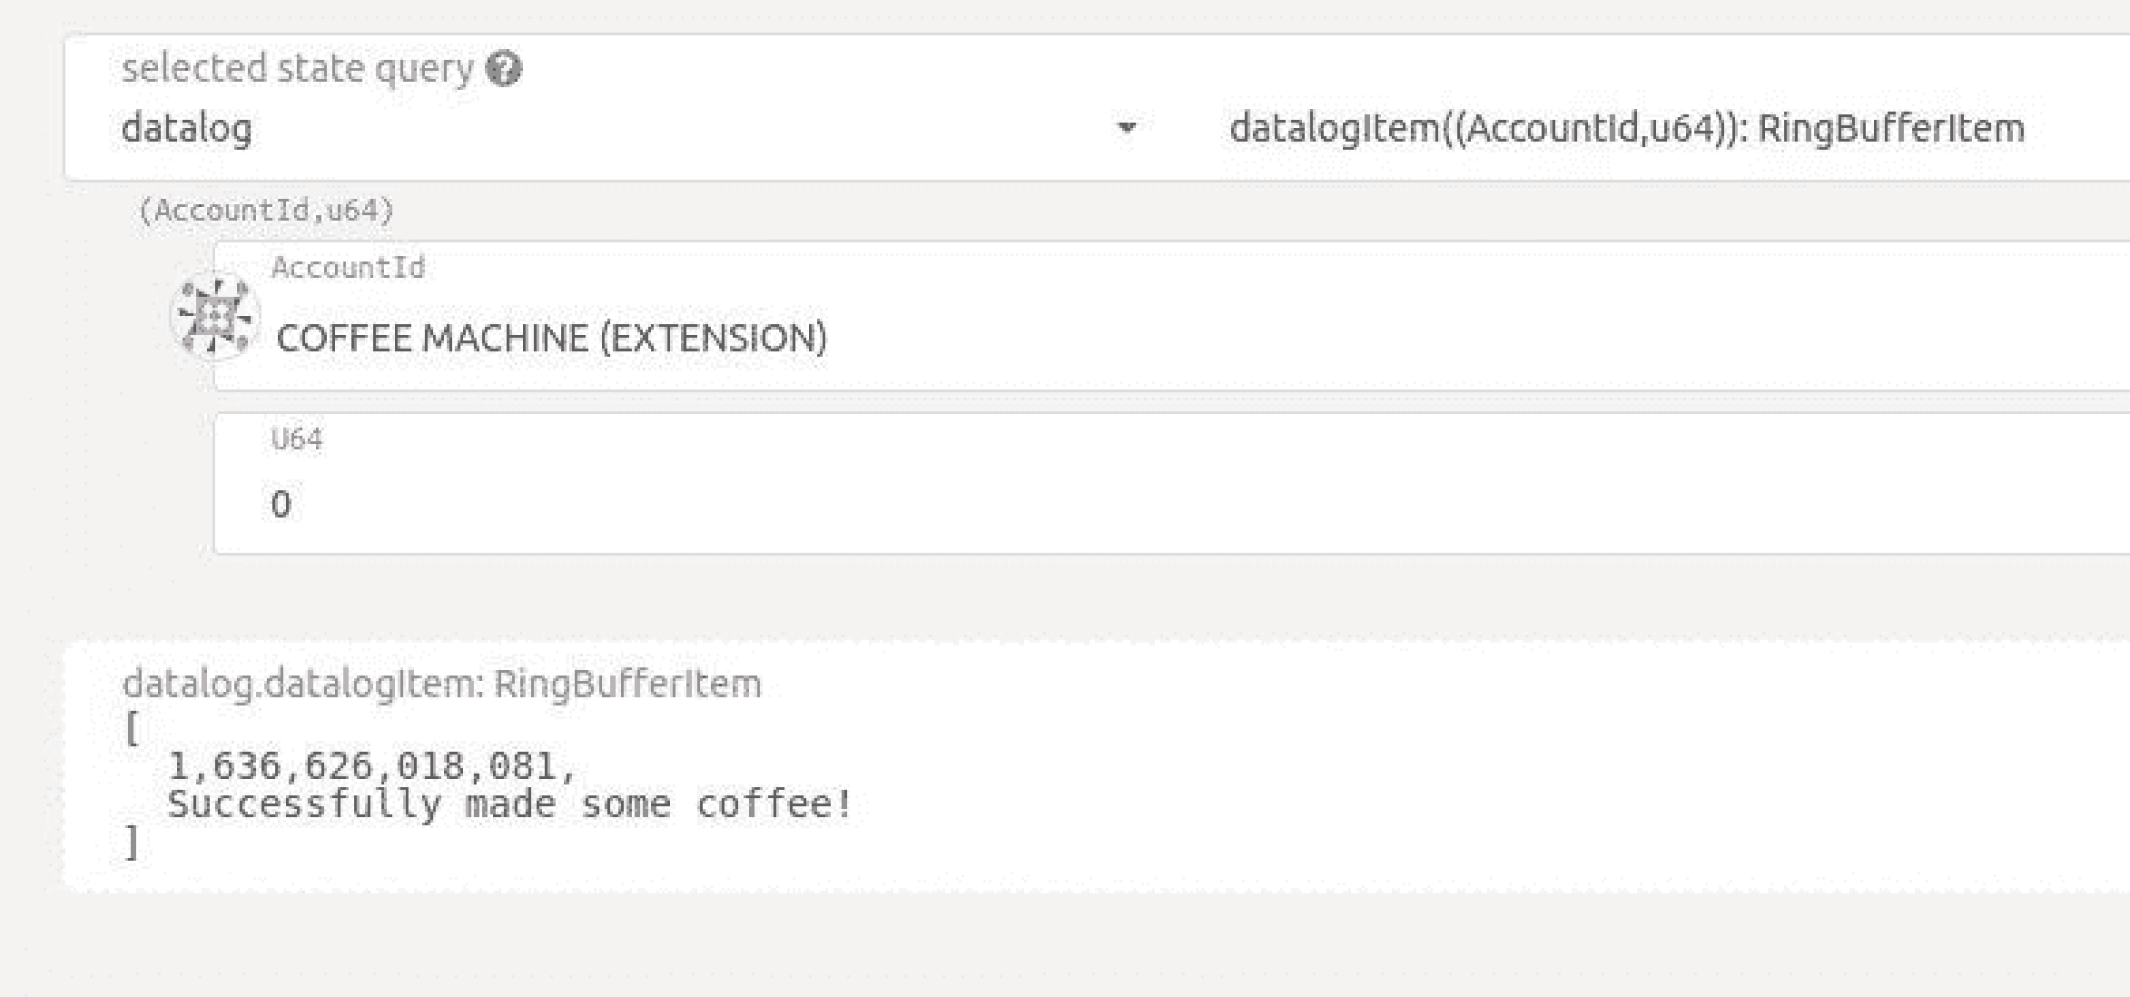 selected state query ?
datalog datalogItem((AccountId,u64)): RingBufferItem
(AccountId,u64)
AccountId
COFFEE MACHINE (EXTENSION)
U64
0
datalog.datalogItem: RingBufferItem
[
1,636,626,018,081,
Successfully made some coffee!
]